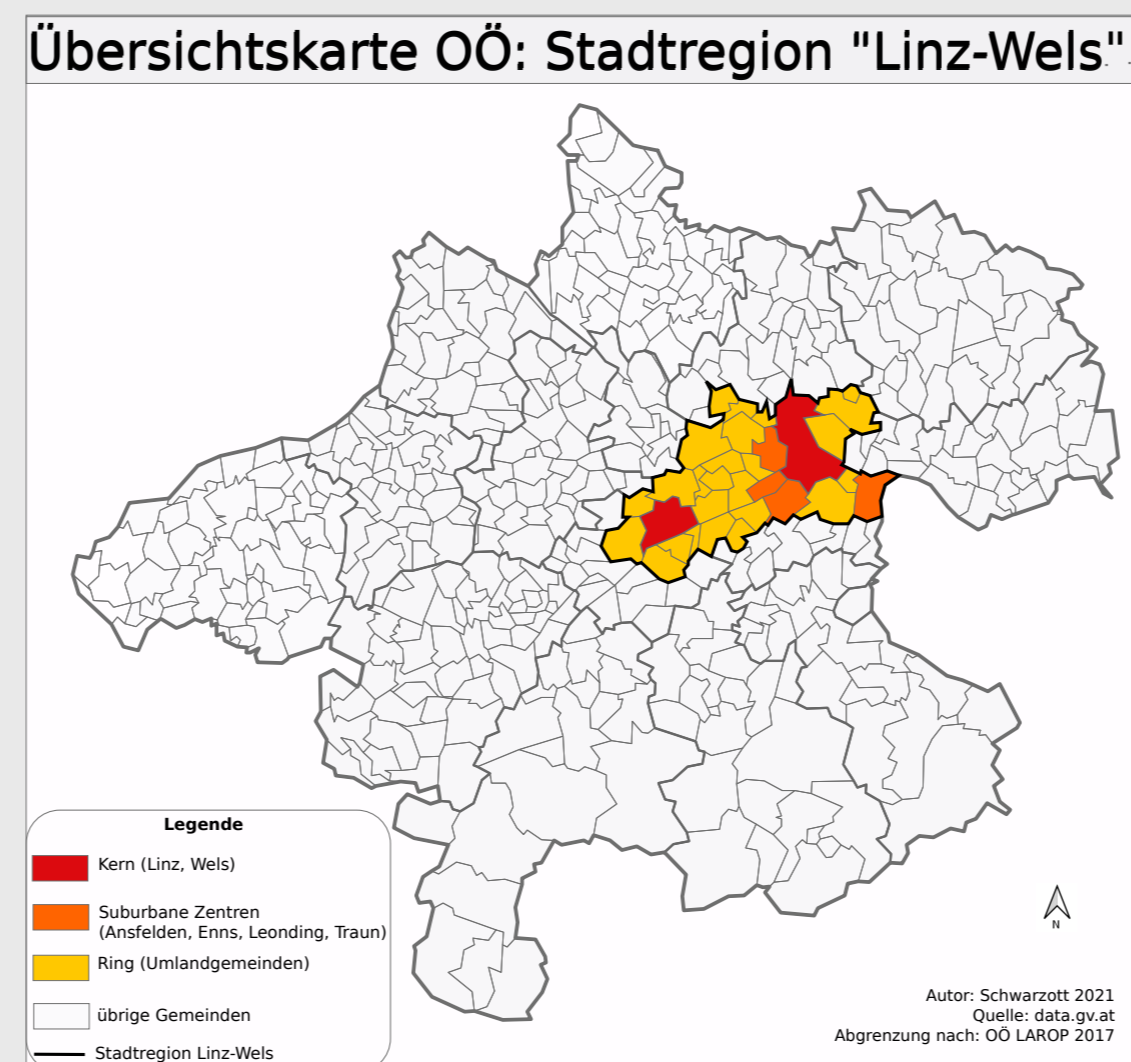 Übersichtskarte OÖ: Stadtregion "Linz-Wels"
Legende
Kern (Linz, Wels)
Suburbane Zentren
(Ansfelden, Enns, Leonding, Traun)
Ring (Umlandgemeinden)
übrige Gemeinden
Stadtregion Linz-Wels
N
Autor: Schwarzott 2021
Quelle: data.gv.at
Abgrenzung nach: OÖ LAROP 2017